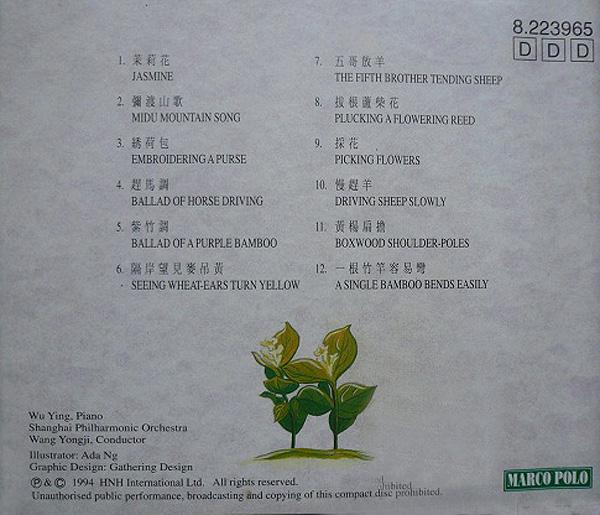 8.223965
D D D
1. 茉莉花
JASMINE
2. 彌渡山歌
MIDU MOUNTAIN SONG
3. 綉荷包
EMBROIDERING A PURSE
4. 趕馬調
BALLAD OF HORSE DRIVING
5. 紫竹調
BALLAD OF A PURPLE BAMBOO
6. 隔岸望見麥吊黃
SEEING WHEAT-EARS TURN YELLOW
7. 五哥放羊
THE FIFTH BROTHER TENDING SHEEP
8. 拔根蘆柴花
PLUCKING A FLOWERING REED
9. 採花
PICKING FLOWERS
10. 慢趕羊
DRIVING SHEEP SLOWLY
11. 黃楊扁擔
BOXWOOD SHOULDER-POLES
12. 一根竹竿容易彎
A SINGLE BAMBOO BENDS EASILY
Wu Ying, Piano
Shanghai Philharmonic Orchestra
Wang Yongji, Conductor
Illustrator: Ada Ng
Graphic Design: Gathering Design
℗ & © 1994 HNH International Ltd. All rights reserved.
Unauthorised public performance, broadcasting and copying of this compact disc prohibited.
MARCO POLO